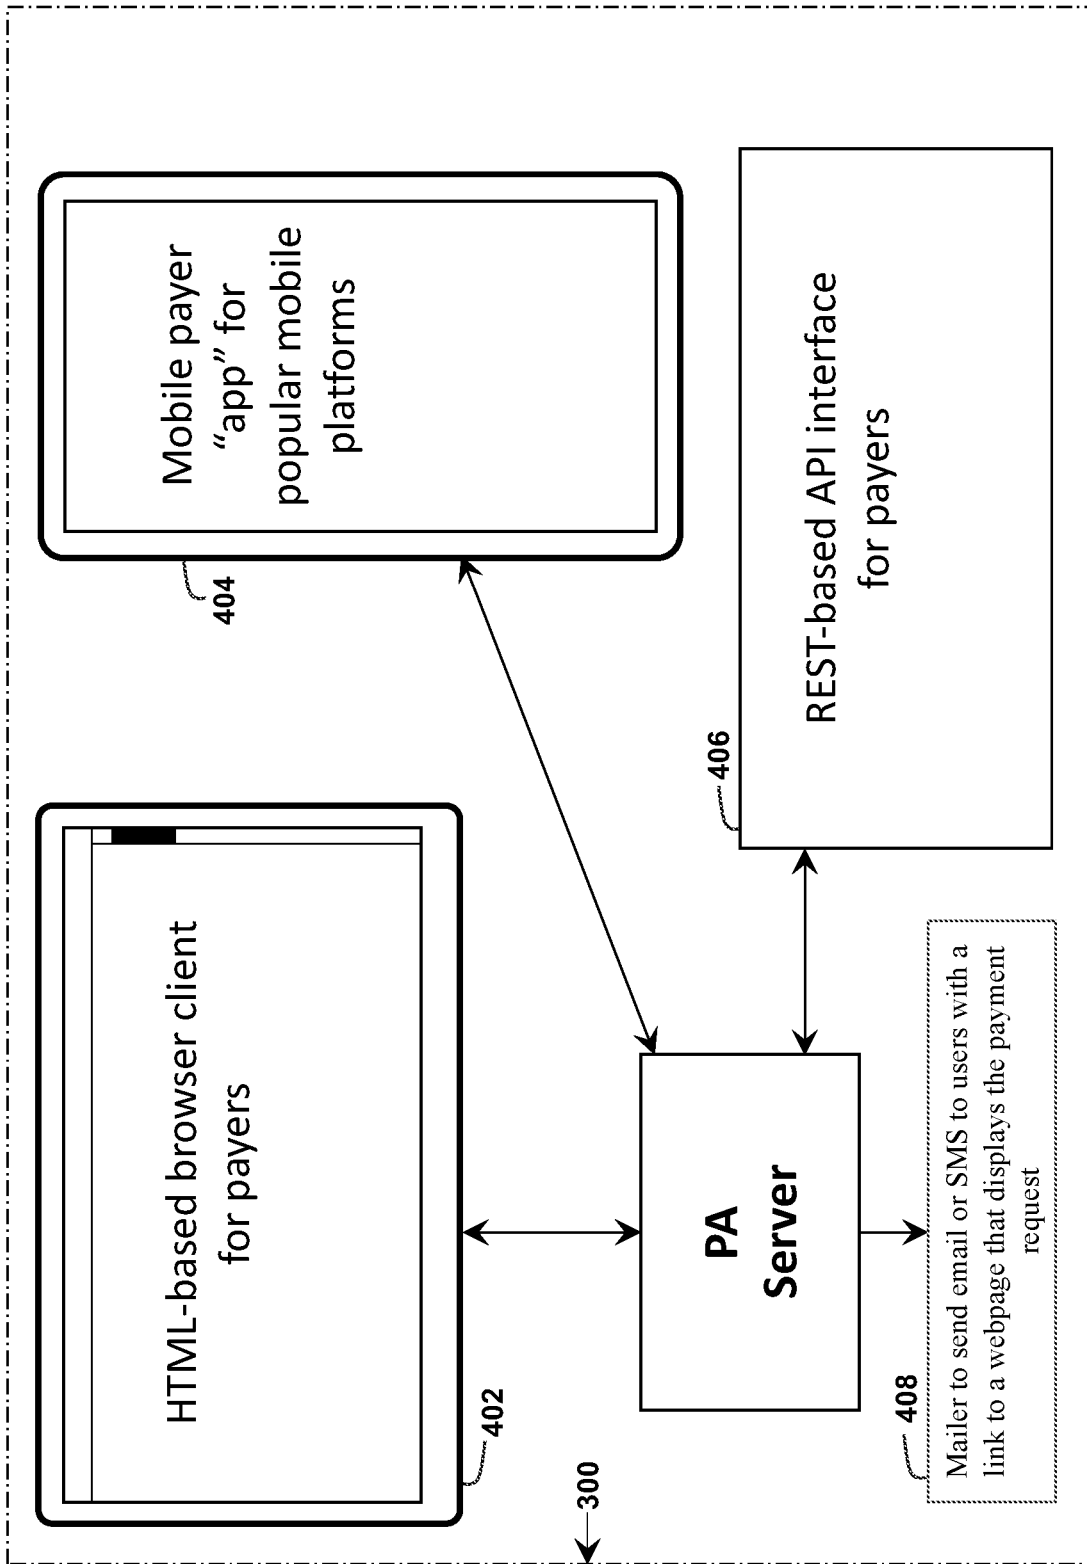 HTML-based browser client
for payers
402
Mobile payer
“app” for
popular mobile
platforms
404
300
PA
Server
406
REST-based API interface
for payers
408
Mailer to send email or SMS to users with a
link to a webpage that displays the payment
request